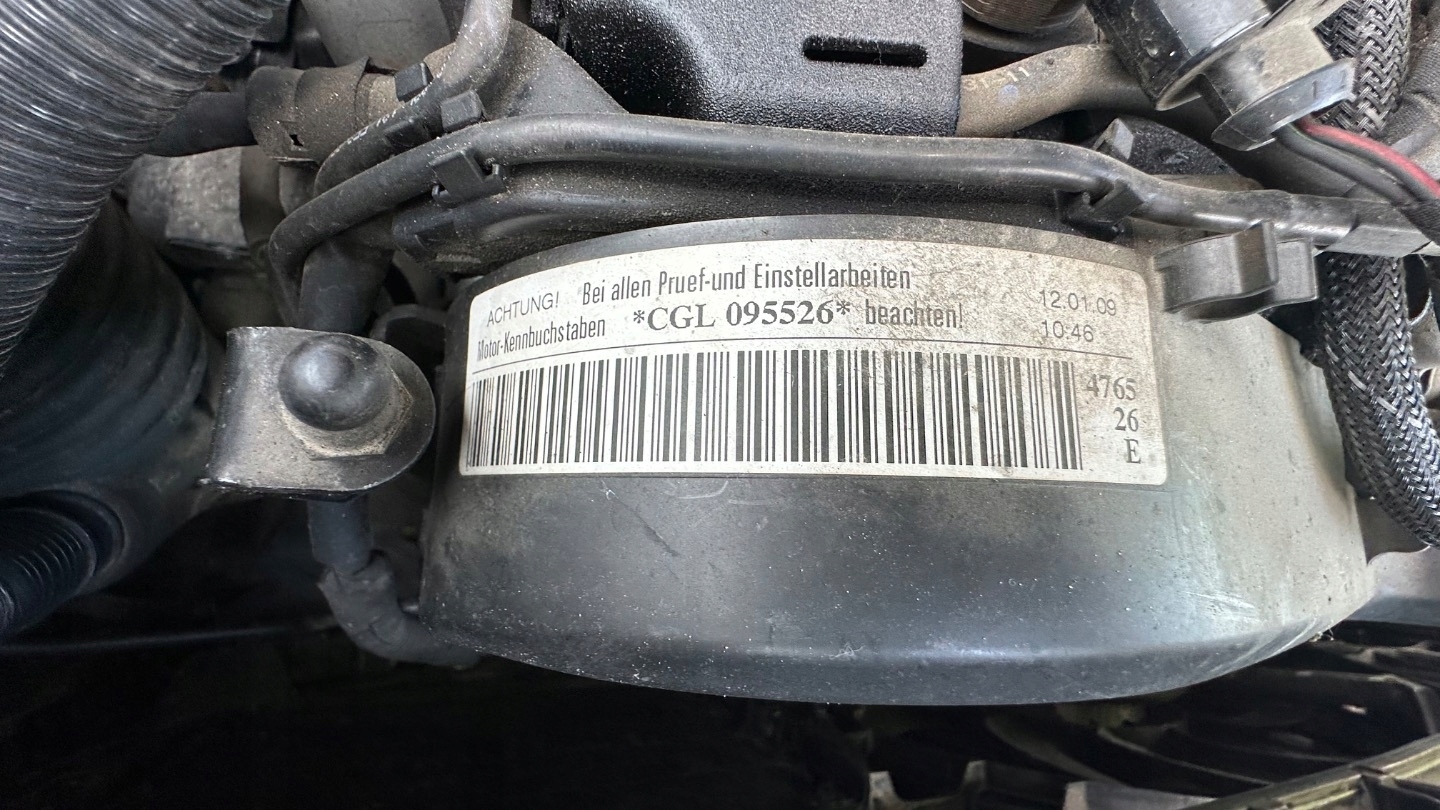 ACHTUNG! Bei allen Pruef-und Einstellarbeiten
Motor-Kennbuchstaben *CGL 095526* beachten!
12.01.09
10:46
4765
26
E